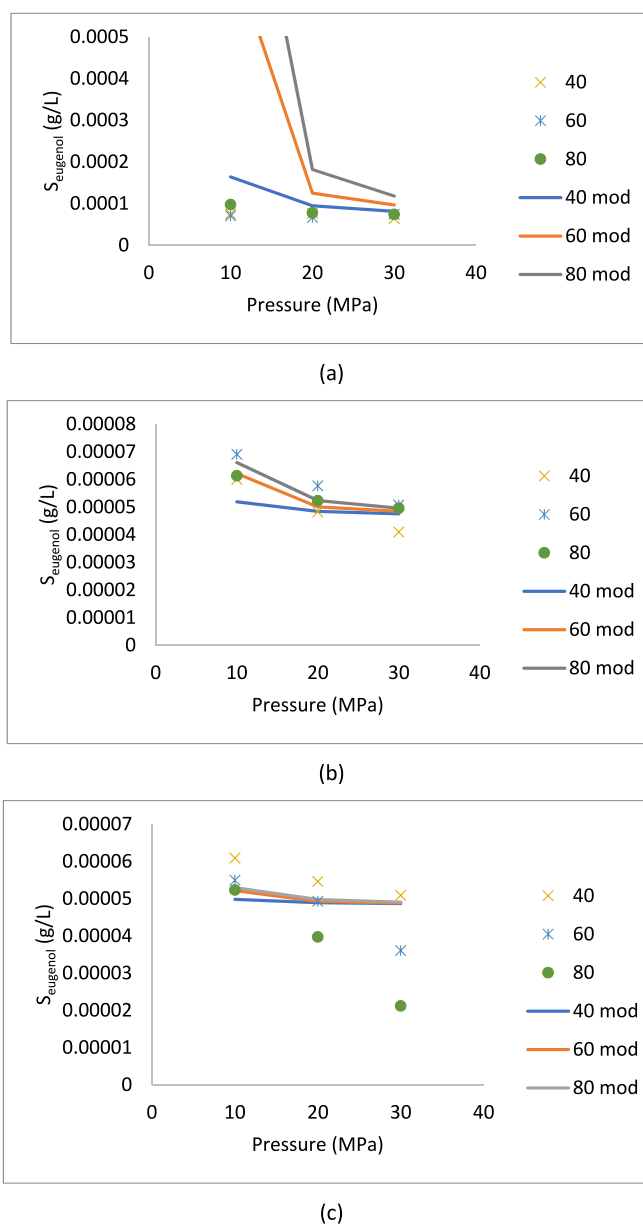 0.0005
0.0004
0.0003
0.0002
0.0001
0
S_eugenol (g/L)
0 10 20 30 40
Pressure (MPa)
40
60
80
40 mod
60 mod
80 mod
(a)
0.00008
0.00007
0.00006
0.00005
0.00004
0.00003
0.00002
0.00001
0
S_eugenol (g/L)
0 10 20 30 40
Pressure (MPa)
40
60
80
40 mod
60 mod
80 mod
(b)
0.00007
0.00006
0.00005
0.00004
0.00003
0.00002
0.00001
0
S_eugenol (g/L)
0 10 20 30 40
Pressure (MPa)
40
60
80
40 mod
60 mod
80 mod
(c)